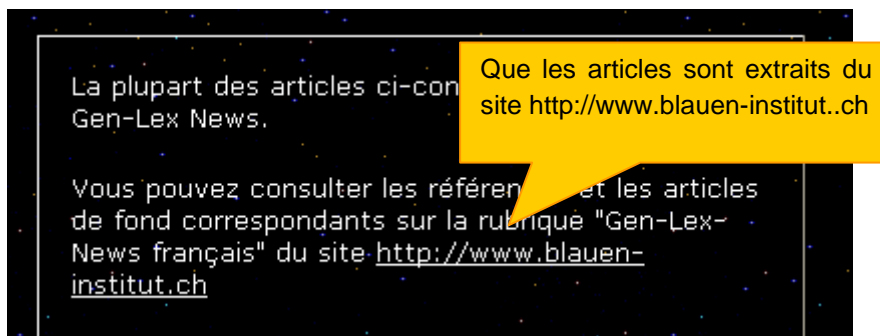 La plupart des articles ci-con
Gen-Lex News.
Vous pouvez consulter les référen et les articles
de fond correspondants sur la rubrique "Gen-Lex-
News français" du site http://www.blauen-
institut.ch
Que les articles sont extraits du
site http://www.blauen-institut..ch